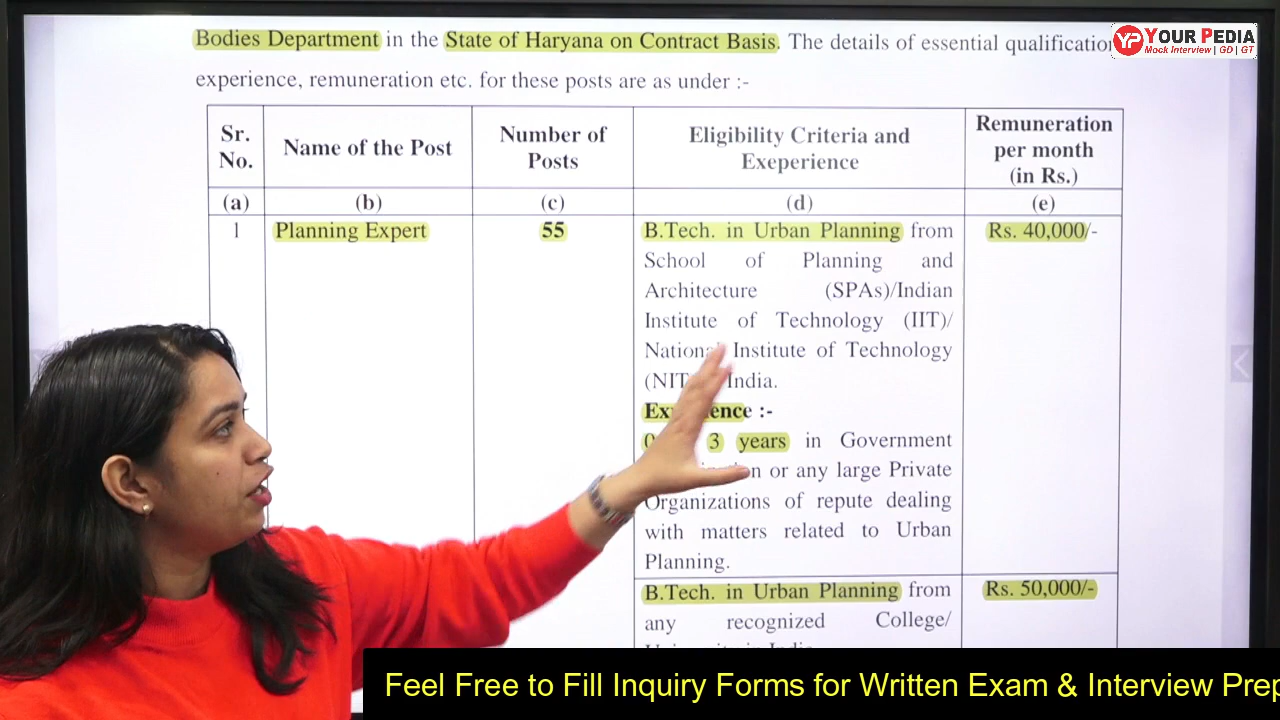 YOUR PEDIA
Mock Interview | GD | GT
Bodies Department in the State of Haryana on Contract Basis. The details of essential qualification
experience, remuneration etc. for these posts are as under :-
Sr. No.
Name of the Post
Number of Posts
Eligibility Criteria and Exeperience
Remuneration per month (in Rs.)
(a)
(b)
(c)
(d)
(e)
1
Planning Expert
55
B.Tech. in Urban Planning from
School of Planning and
Architecture (SPAs)/Indian
Institute of Technology (IIT)/
Institute of Technology
India.
:-
3 years in Government
or any large Private
Organizations of repute dealing
with matters related to Urban
Planning.
Rs. 40,000/-
B.Tech. in Urban Planning from
any recognized College/
Rs. 50,000/-
Feel Free to Fill Inquiry Forms for Written Exam & Interview Prep